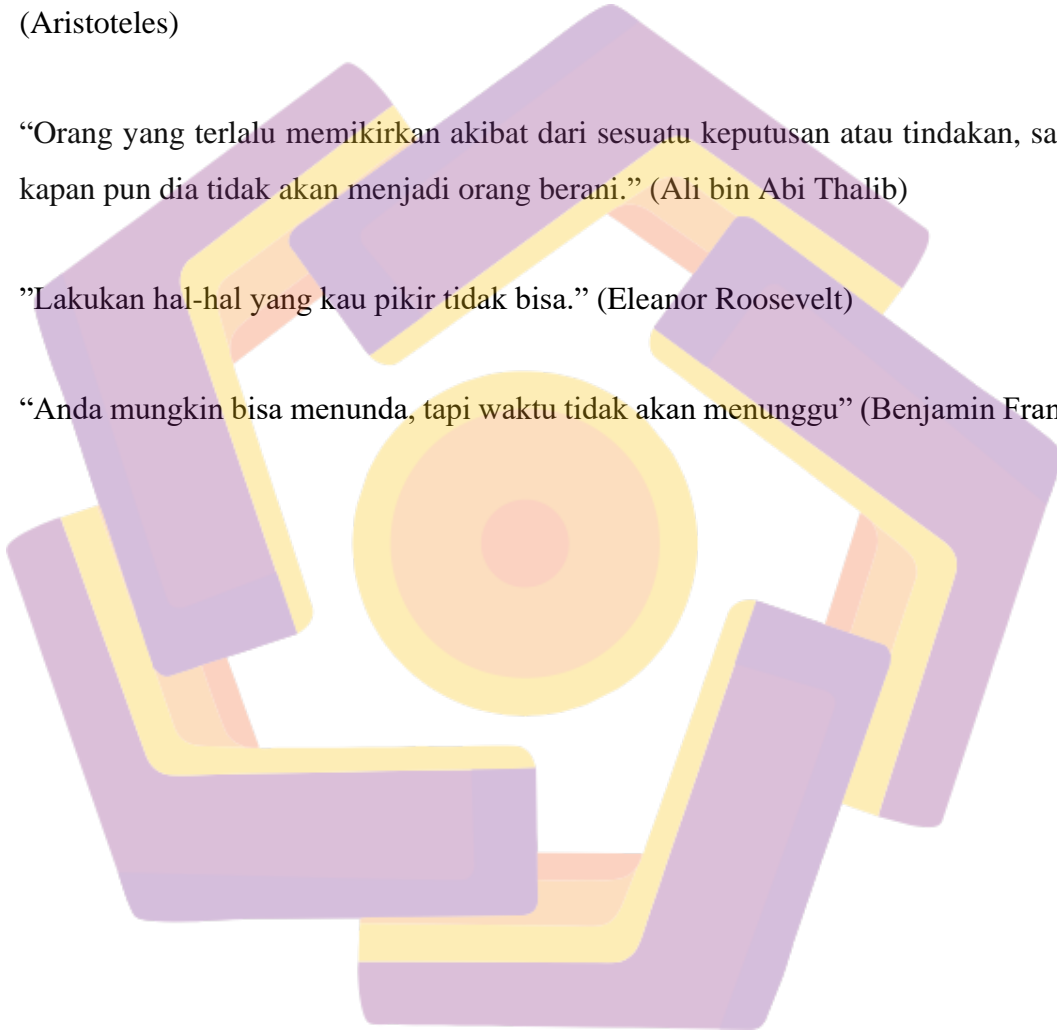 (Aristoteles)
“Orang yang terlalu memikirkan akibat dari sesuatu keputusan atau tindakan, sa
kapan pun dia tidak akan menjadi orang berani.” (Ali bin Abi Thalib)
”Lakukan hal-hal yang kau pikir tidak bisa.” (Eleanor Roosevelt)
“Anda mungkin bisa menunda, tapi waktu tidak akan menunggu” (Benjamin Fran